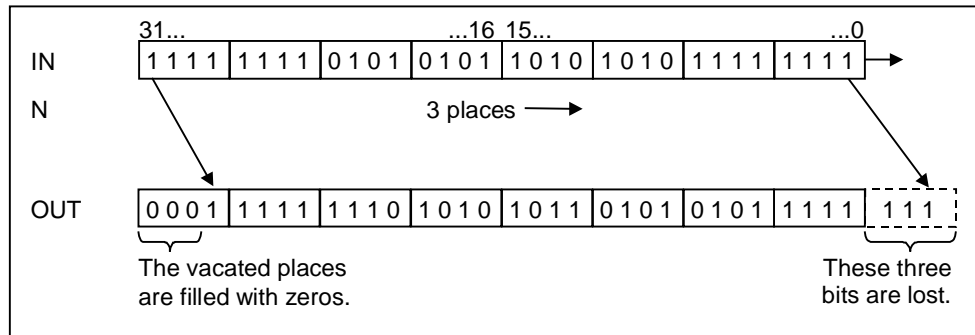 31... ...16 15... ...0
IN 1 1 1 1 1 1 1 1 0 1 0 1 0 1 0 1 1 0 1 0 1 0 1 0 1 1 1 1 1 1 1 1
N 3 places
OUT 0 0 0 1 1 1 1 1 1 1 1 0 1 0 1 0 1 0 1 1 0 1 0 1 0 1 0 1 1 1 1 1 1 1 1
The vacated places These three
are filled with zeros. bits are lost.